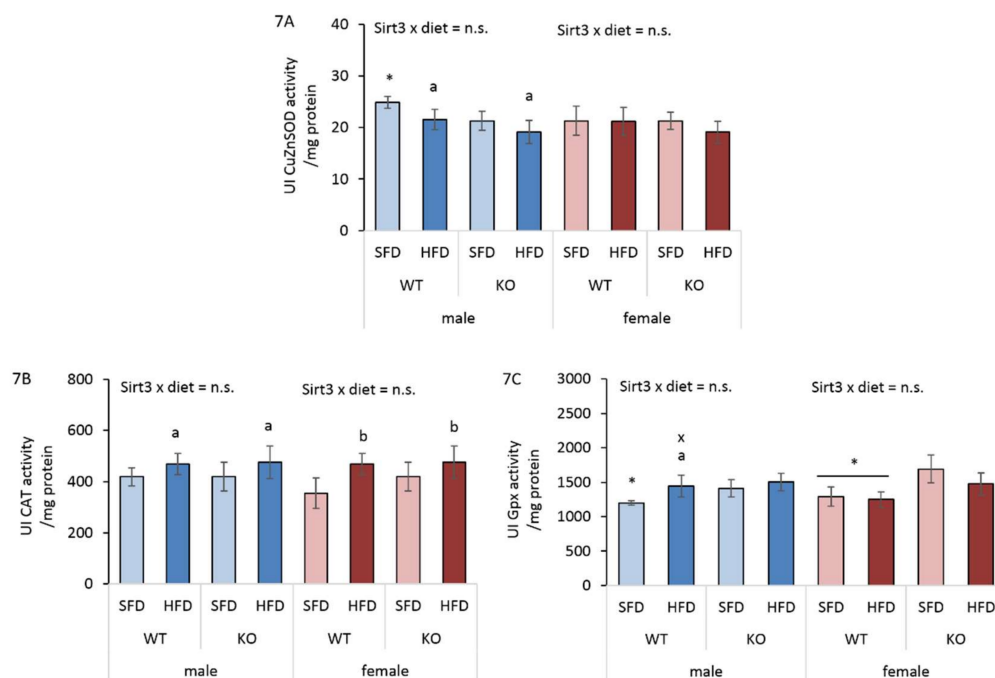 7A
Sirt3 x diet = n.s.
Sirt3 x diet = n.s.
UI CuZnSOD activity
/mg protein
40
30
20
10
0
*
a
a
SFD HFD SFD HFD SFD HFD SFD HFD
WT KO WT KO
male female
7B
Sirt3 x diet = n.s.
Sirt3 x diet = n.s.
UI CAT activity
/mg protein
800
600
400
200
0
a
a
b
b
SFD HFD SFD HFD SFD HFD SFD HFD
WT KO WT KO
male female
7C
Sirt3 x diet = n.s.
Sirt3 x diet = n.s.
UI Gpx activity
/mg protein
3000
2500
2000
1500
1000
500
0
*
x
a
*
SFD HFD SFD HFD SFD HFD SFD HFD
WT KO WT KO
male female